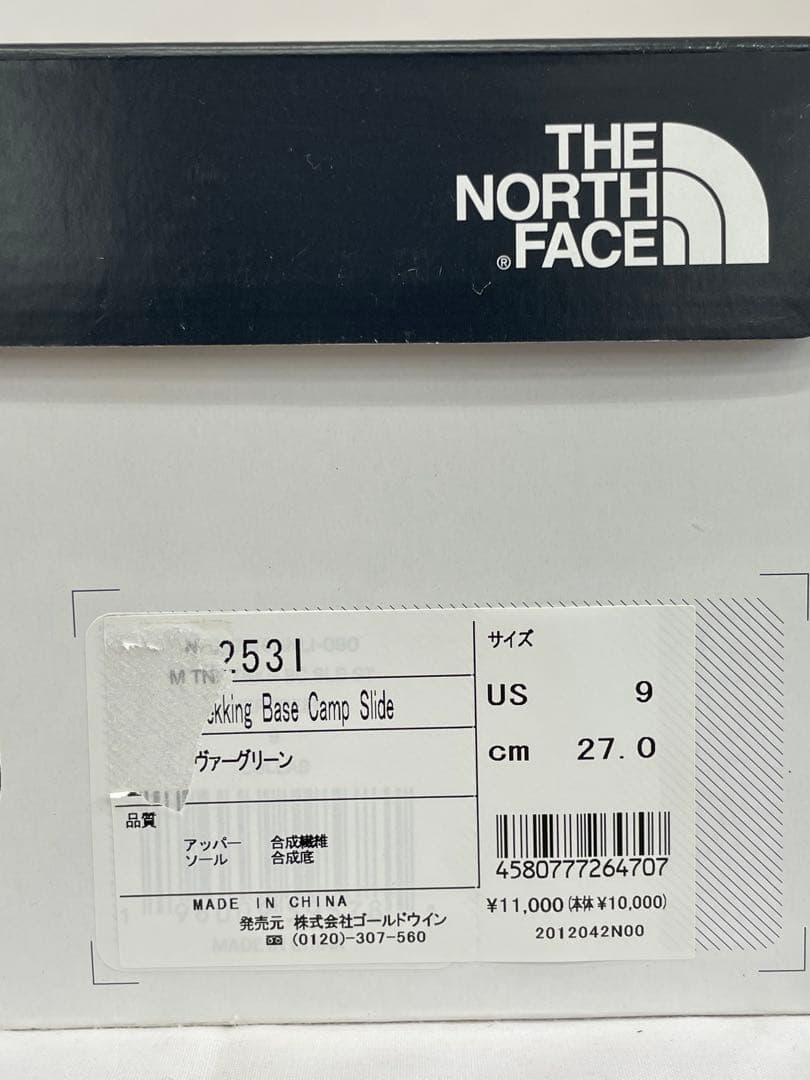 THE
NORTH
FACE
®
2531
kking Base Camp Slide
ヴァーグリーン
品質
アッパー 合成繊維
ソール 合成底
MADE IN CHINA
発売元 株式会社ゴールドウイン
(0120)-307-560
サイズ
US 9
cm 27.0
4580777264707
¥11,000(本体¥10,000)
2012042N00
M TN